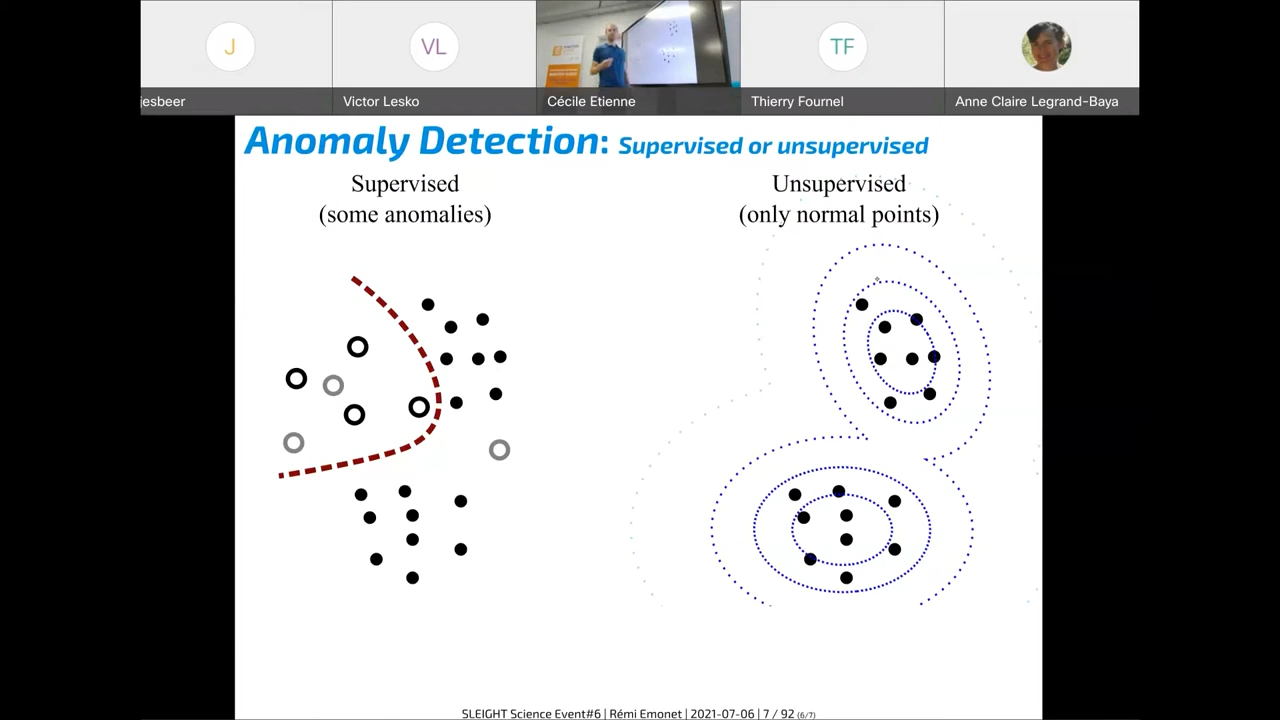 J
VL
TF
jesbeer
Victor Lesko
Cécile Etienne
Thierry Fournel
Anne Claire Legrand-Baya
Anomaly Detection: Supervised or unsupervised
Supervised
(some anomalies)
Unsupervised
(only normal points)
SLEIGHT Science Event#6 | Rémi Emonet | 2021-07-06 | 7 / 92 (6/7)